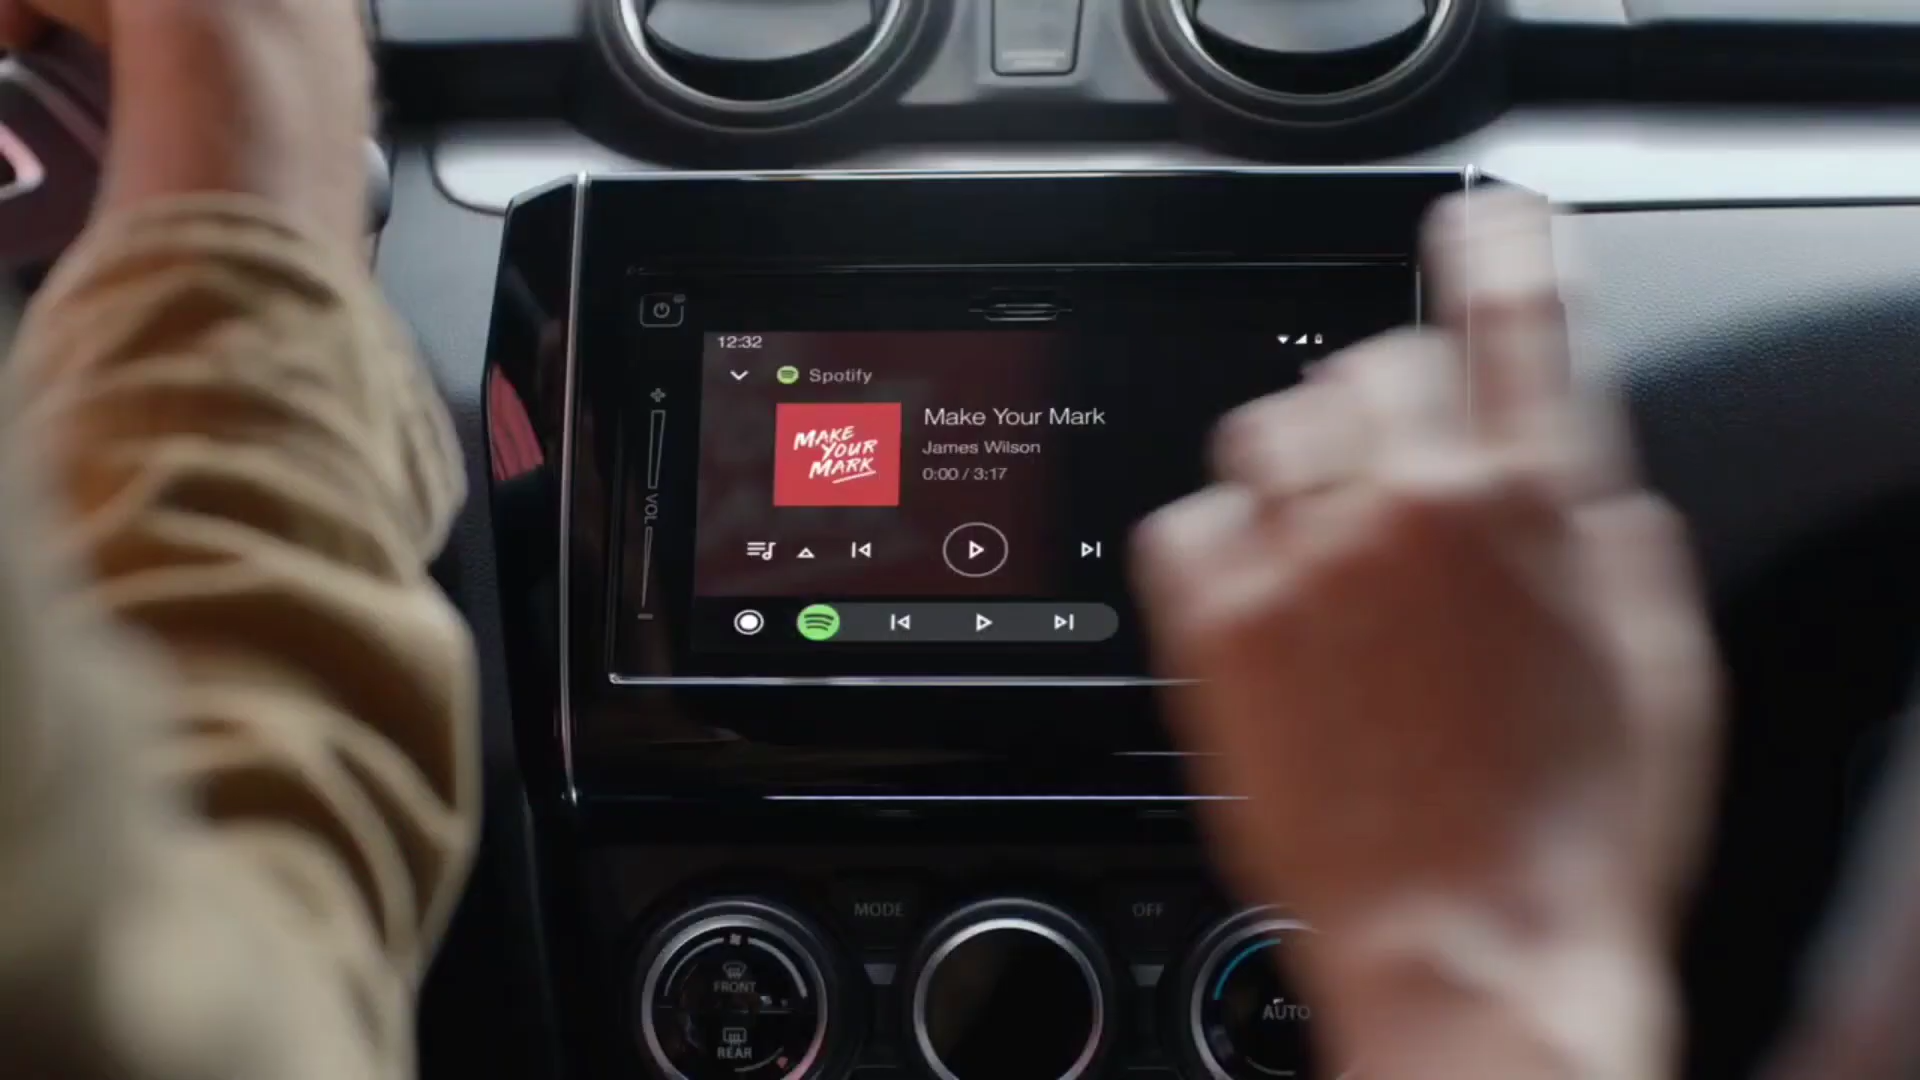 12:32
Spotify
MAKE
YOUR
MARK
Make Your Mark
James Wilson
0:00 / 3:17
VOL
MODE
OFF
FRONT
REAR
AUTO